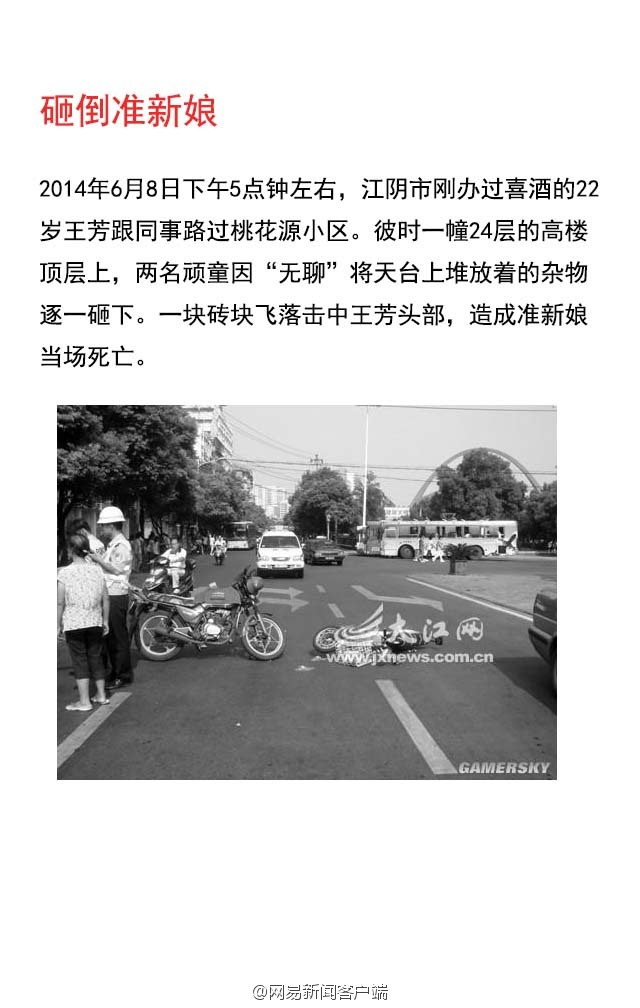 砸倒准新娘
2014年6月8日下午5点钟左右，江阴市刚办过喜酒的22
岁王芳跟同事路过桃花源小区。彼时一幢24层的高楼
顶层上，两名顽童因“无聊”将天台上堆放着的杂物
逐一砸下。一块砖块飞落击中王芳头部，造成准新娘
当场死亡。
大江网
www.jxnews.com.cn
GAMERSKY
@网易新闻客户端